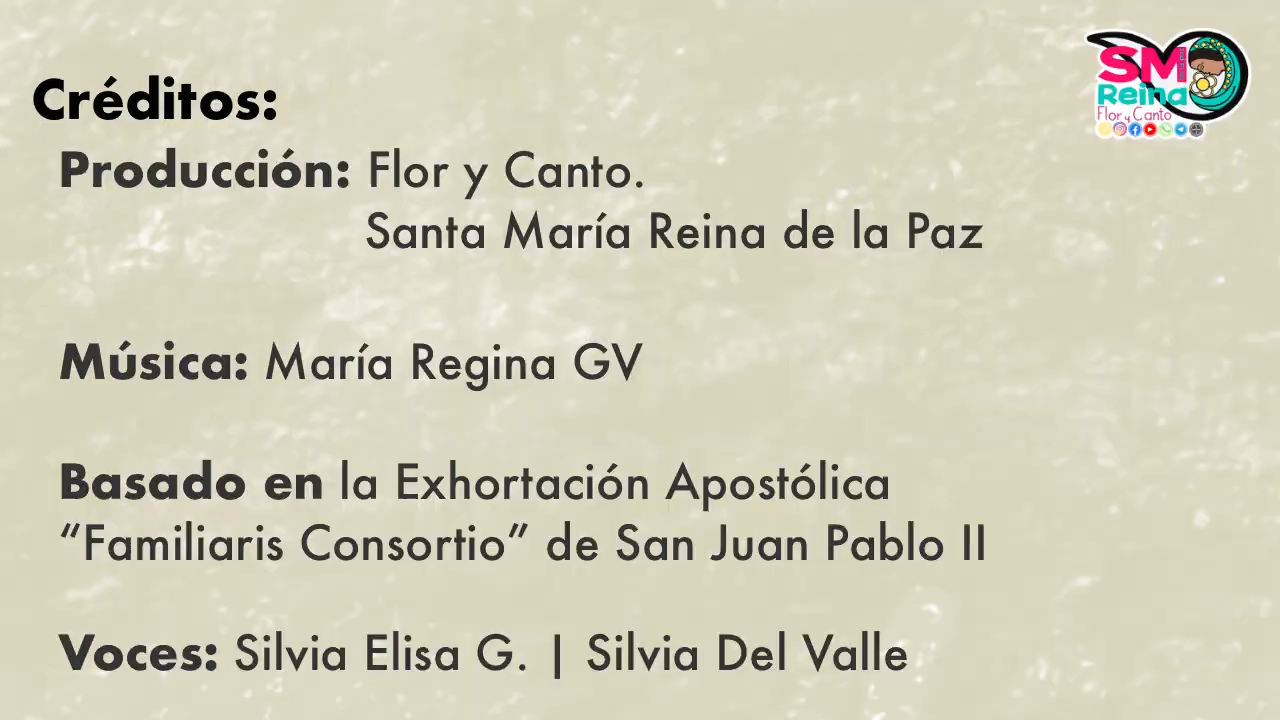 Créditos:
Producción: Flor y Canto.
Santa María Reina de la Paz
Música: María Regina GV
Basado en la Exhortación Apostólica
“Familiaris Consortio” de San Juan Pablo II
Voces: Silvia Elisa G. | Silvia Del Valle
SM
Reina
Flor y Canto